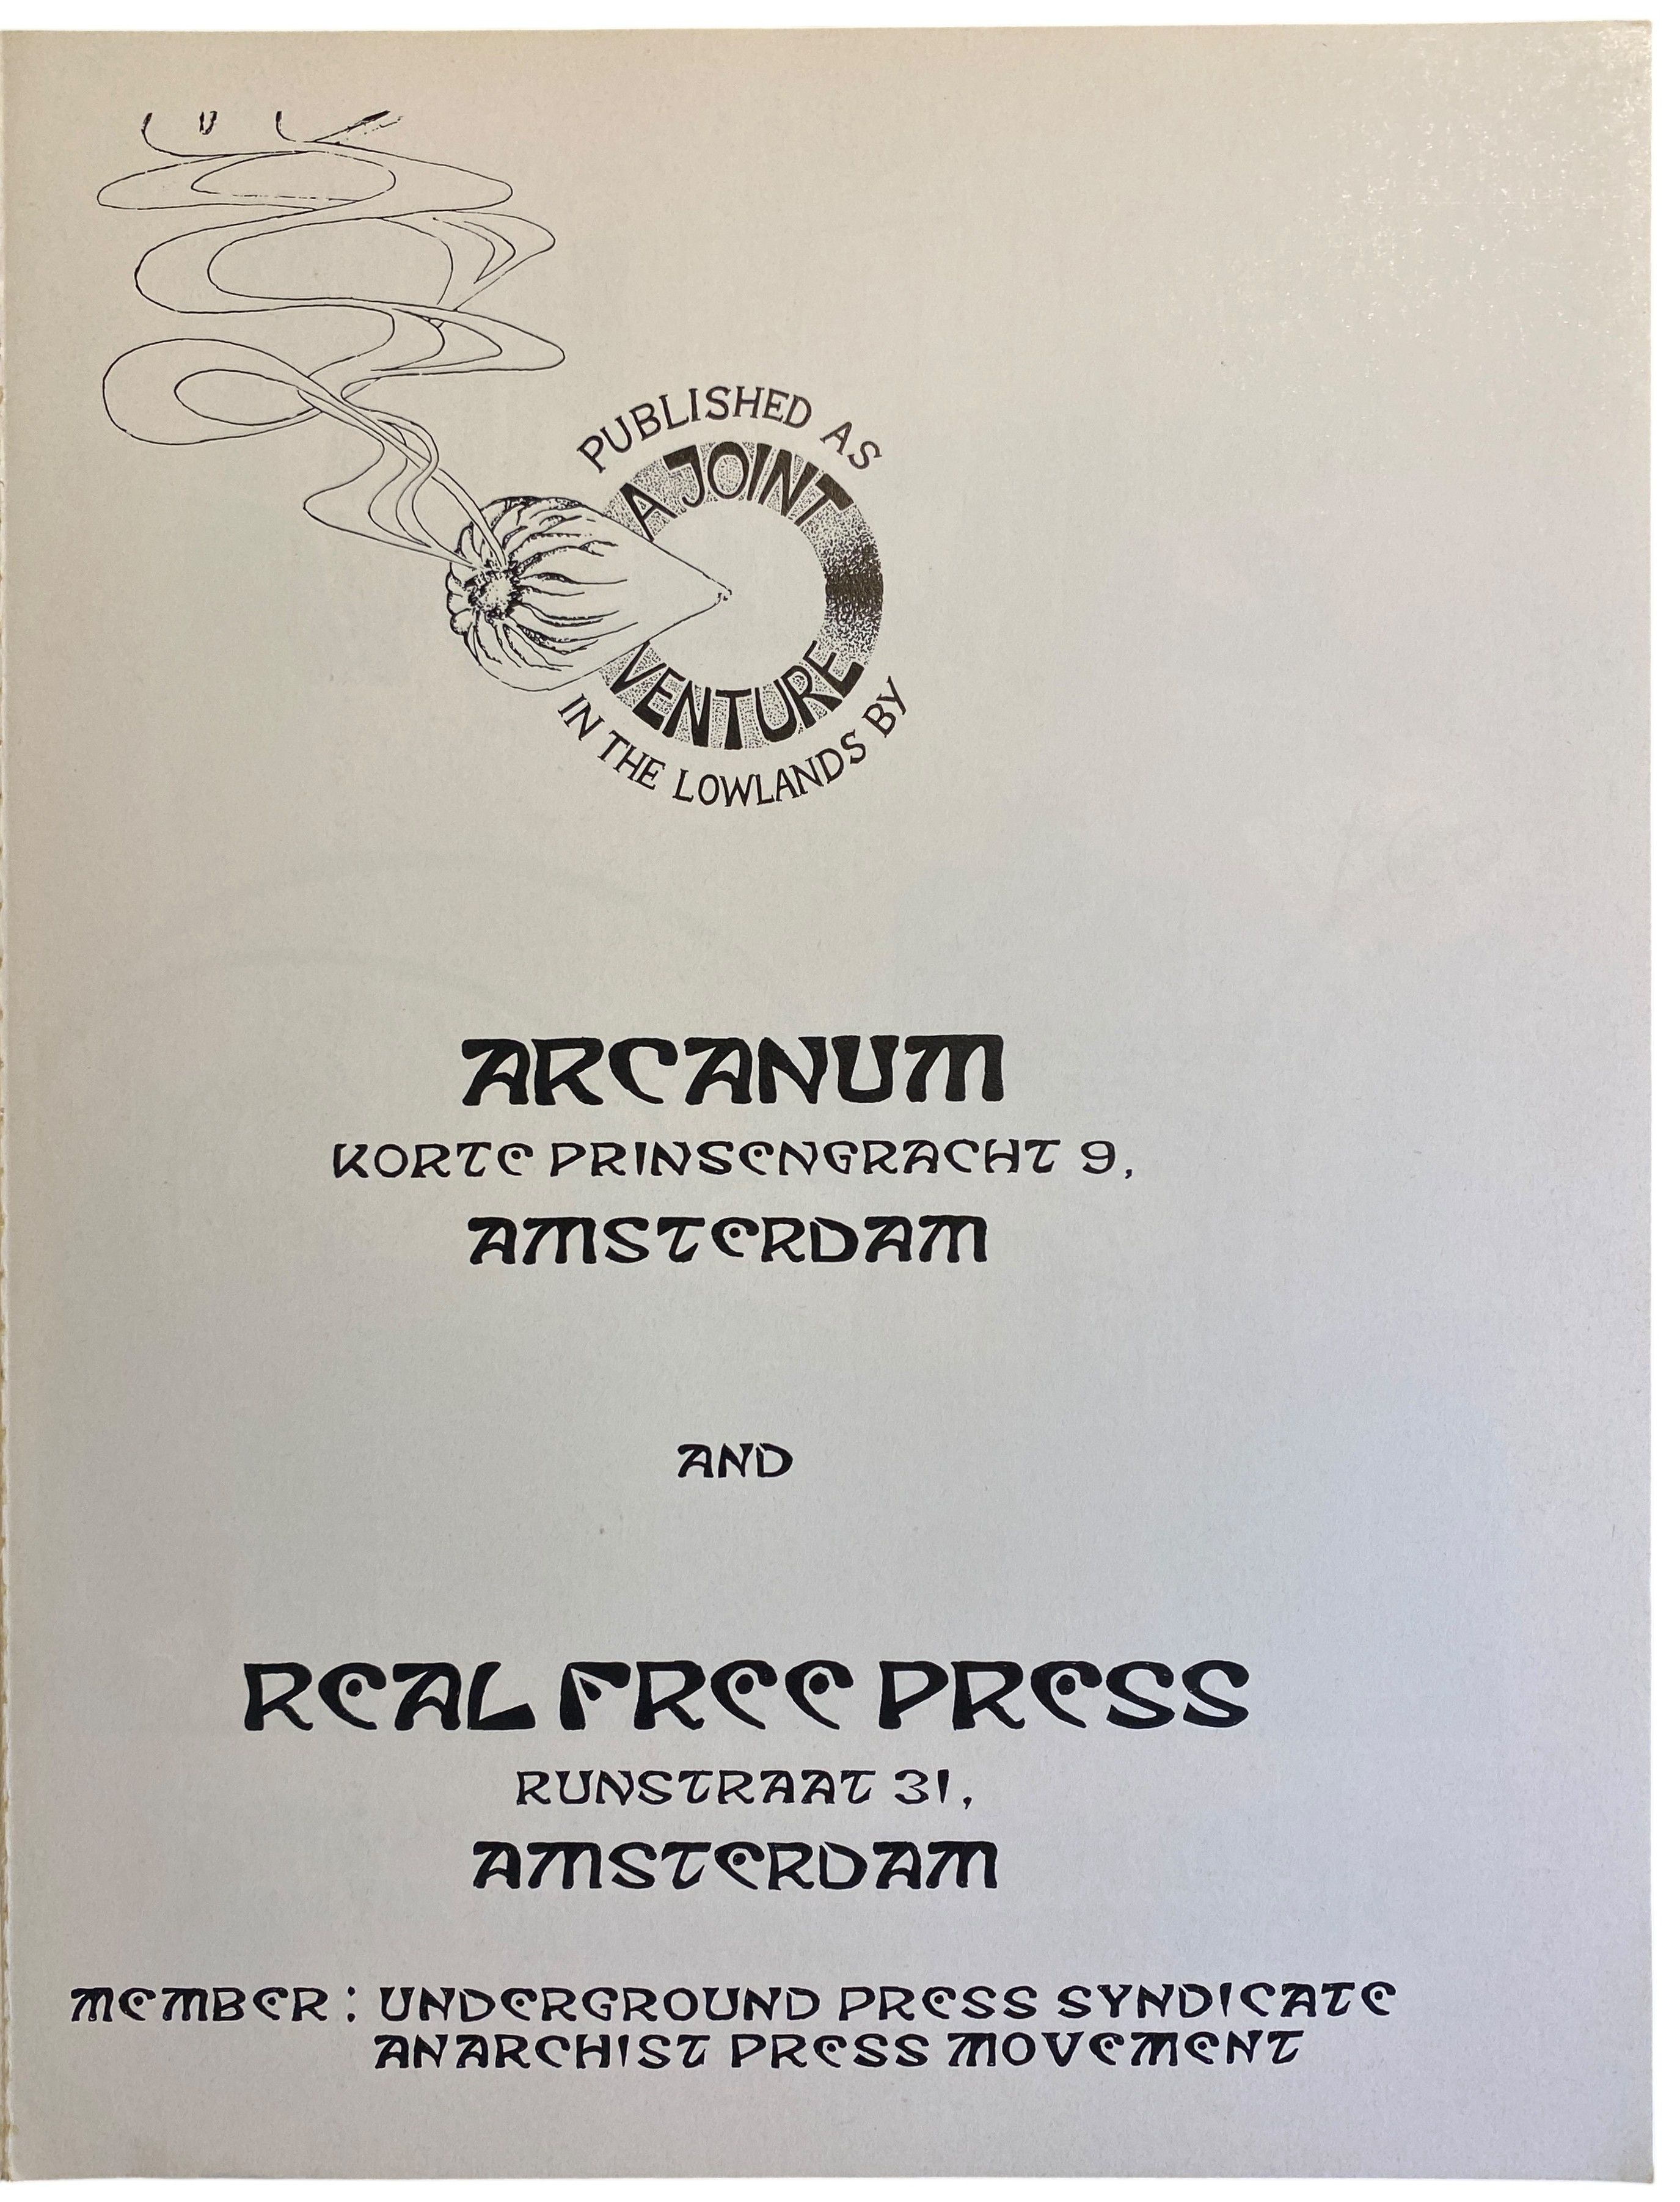 PUBLISHED AS
A JOINT
VENTURE
IN THE LOWLANDS BY
ARCANUM
KORTE PRINSENGRACHT 9,
AMSTERDAM
AND
REAL FREE PRESS
RUNSTRAAT 31,
AMSTERDAM
MEMBER: UNDERGROUND PRESS SYNDICATE
ANARCHIST PRESS MOVEMENT